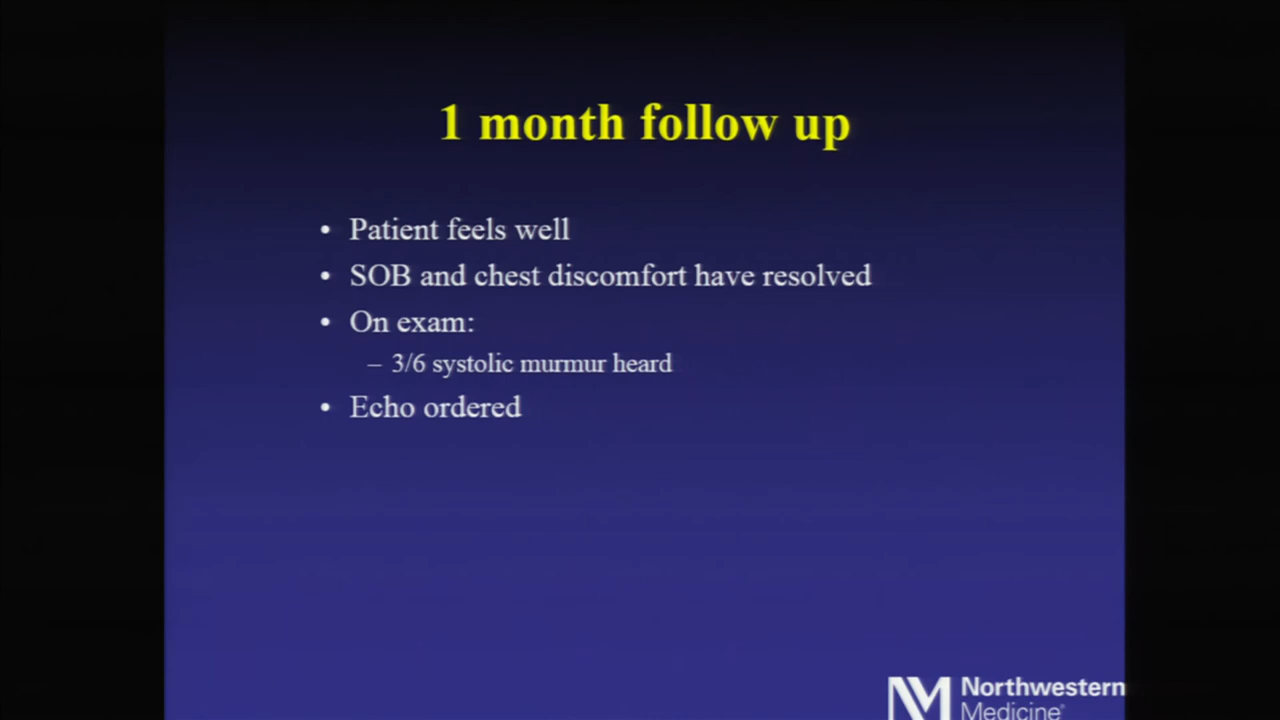 1 month follow up
• Patient feels well
• SOB and chest discomfort have resolved
• On exam:
– 3/6 systolic murmur heard
• Echo ordered
NM Northwestern
Medicine®